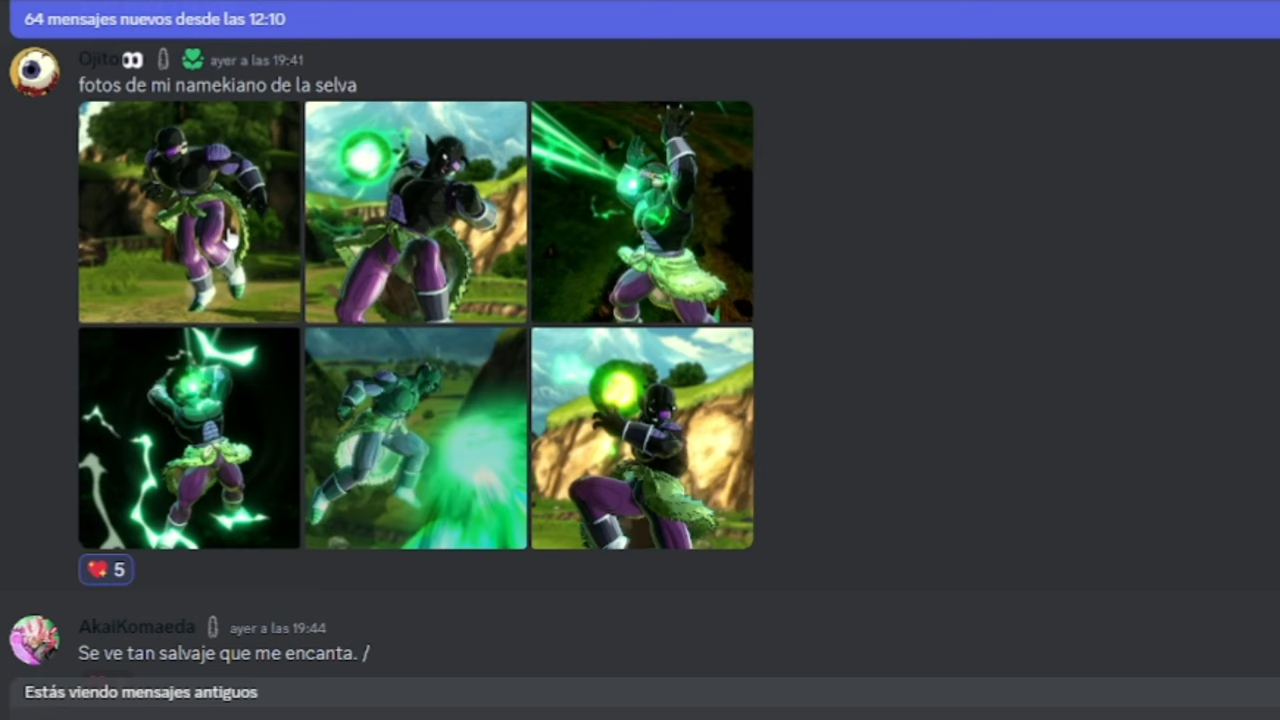 64 mensajes nuevos desde las 12:10
Ojito ayer a las 19:41
fotos de mi namekiano de la selva
5
AkaiKomaeda ayer a las 19:44
Se ve tan salvaje que me encanta. /
Estás viendo mensajes antiguos